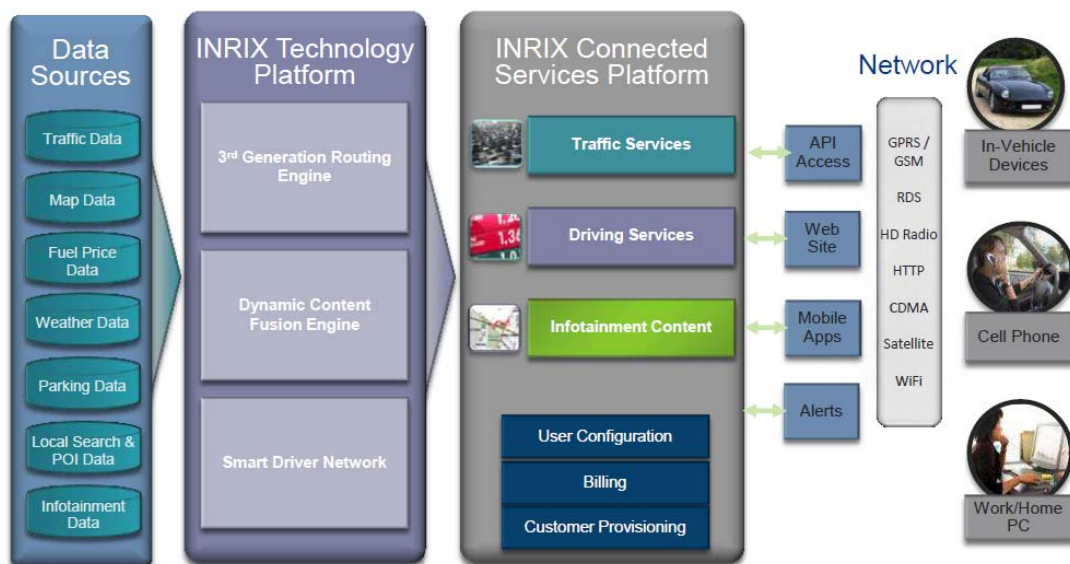 Data
Sources
Traffic Data
Map Data
Fuel Price
Data
Weather Data
Parking Data
Local Search &
POI Data
Infotainment
Data
INRIX Technology
Platform
3rd Generation Routing
Engine
Dynamic Content
Fusion Engine
Smart Driver Network
INRIX Connected
Services Platform
Traffic Services
Driving Services
Infotainment Content
User Configuration
Billing
Customer Provisioning
API
Access
Web
Site
Mobile
Apps
Alerts
Network
GPRS /
GSM
RDS
HD Radio
HTTP
CDMA
Satellite
WiFi
In-Vehicle
Devices
Cell Phone
Work/Home
PC